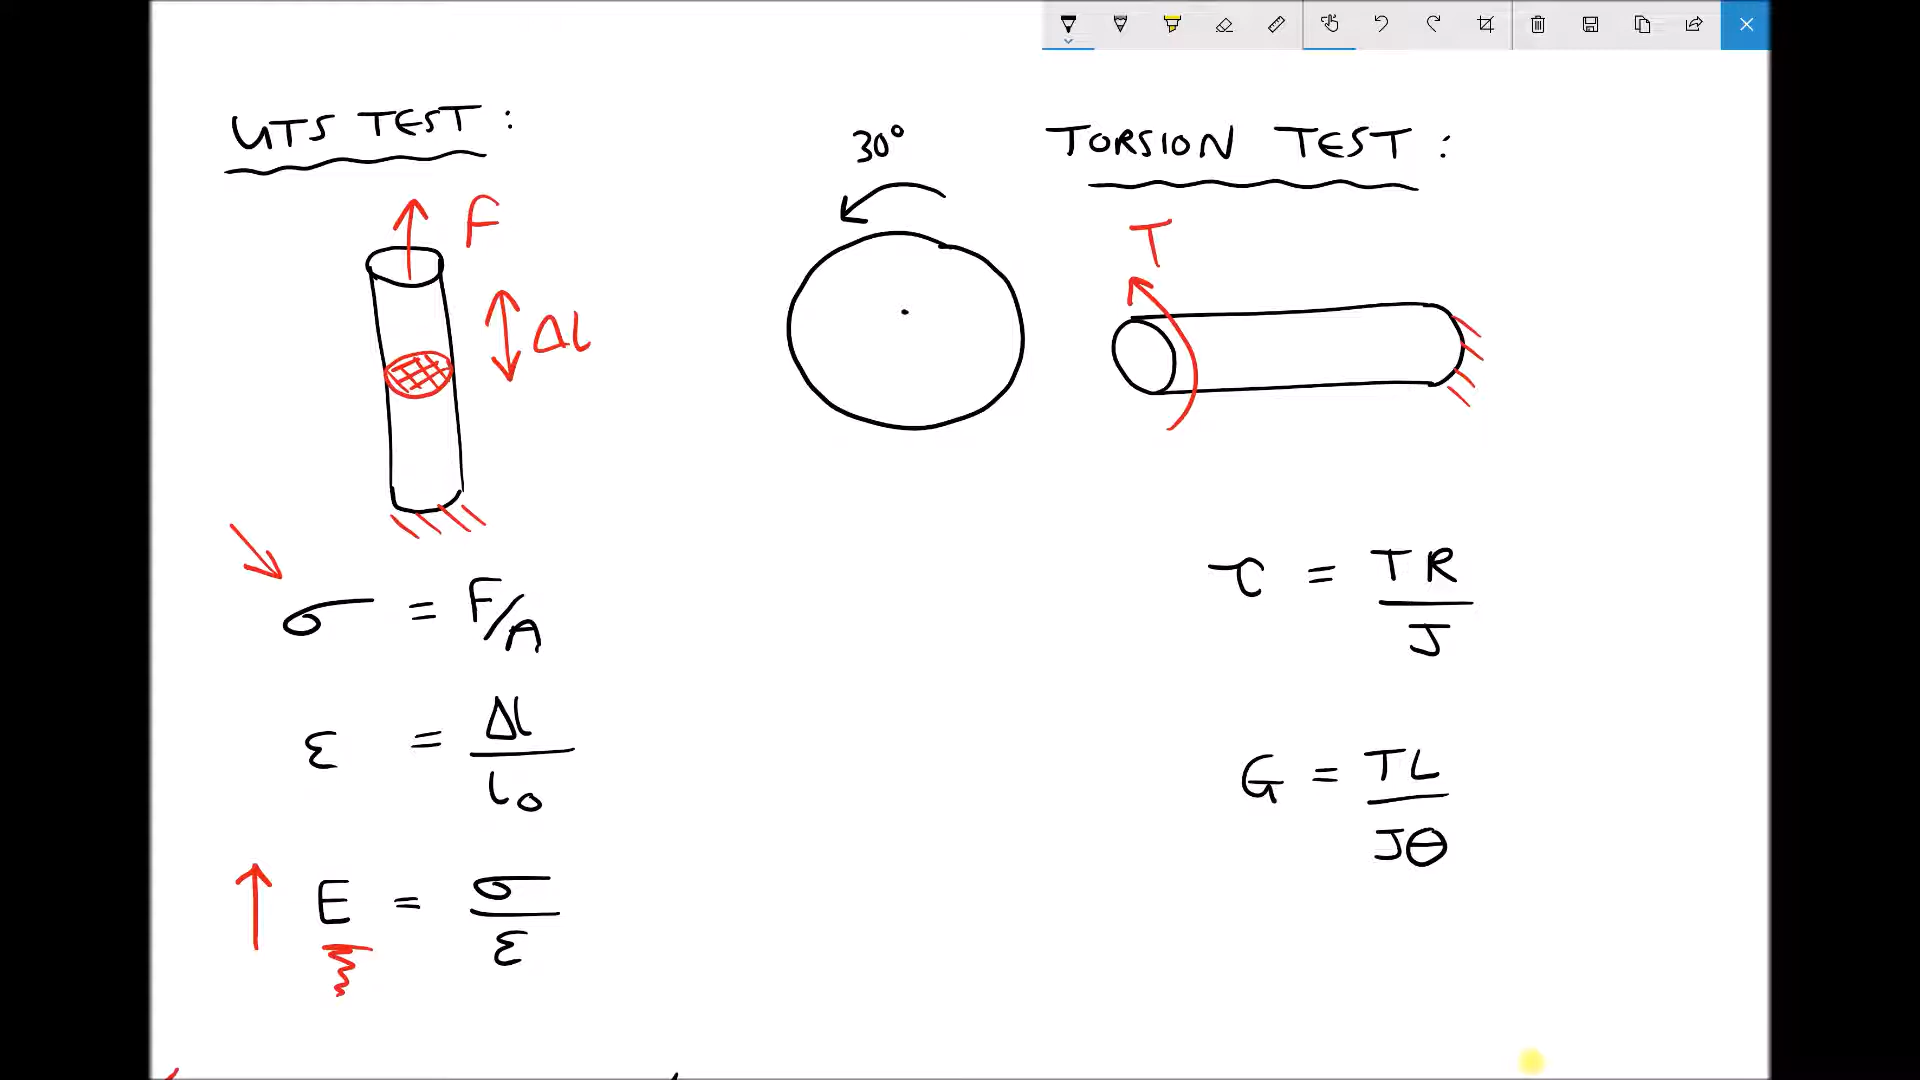 UTS TEST :
F
Δl
σ = F/A
ε = Δl/l₀
E = σ/ε
30°
TORSION TEST :
T
τ = TR/J
G = TL/Jθ